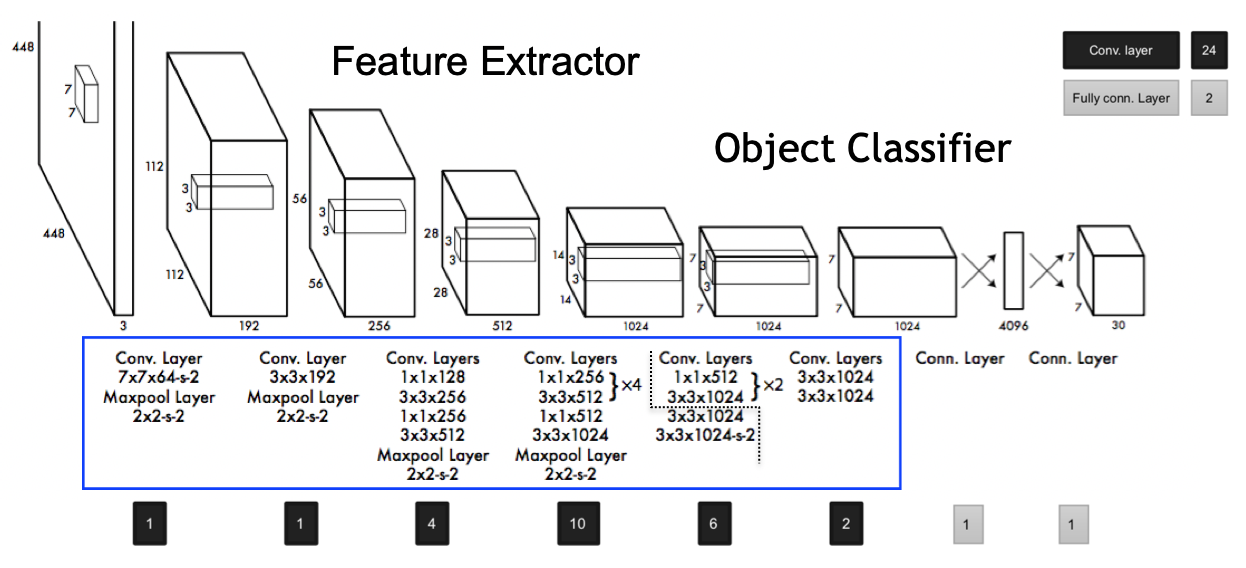 Feature Extractor
Object Classifier
Conv. layer 24
Fully conn. Layer 2
448
448
7
7
3
112
112
3
3
192
56
56
3
3
256
28
28
3
3
512
14
14
3
3
1024
7
7
3
3
1024
7
7
1024
4096
7
7
30
Conv. Layer
7x7x64-s-2
Maxpool Layer
2x2-s-2
Conv. Layer
3x3x192
Maxpool Layer
2x2-s-2
Conv. Layers
1x1x128
3x3x256
1x1x256
3x3x512
Maxpool Layer
2x2-s-2
Conv. Layers
1x1x256
3x3x512
}×4
1x1x512
3x3x1024
Maxpool Layer
2x2-s-2
Conv. Layers
1x1x512
3x3x1024
}×2
3x3x1024
3x3x1024-s-2
Conv. Layers
3x3x1024
3x3x1024
Conn. Layer
Conn. Layer
1
1
4
10
6
2
1
1